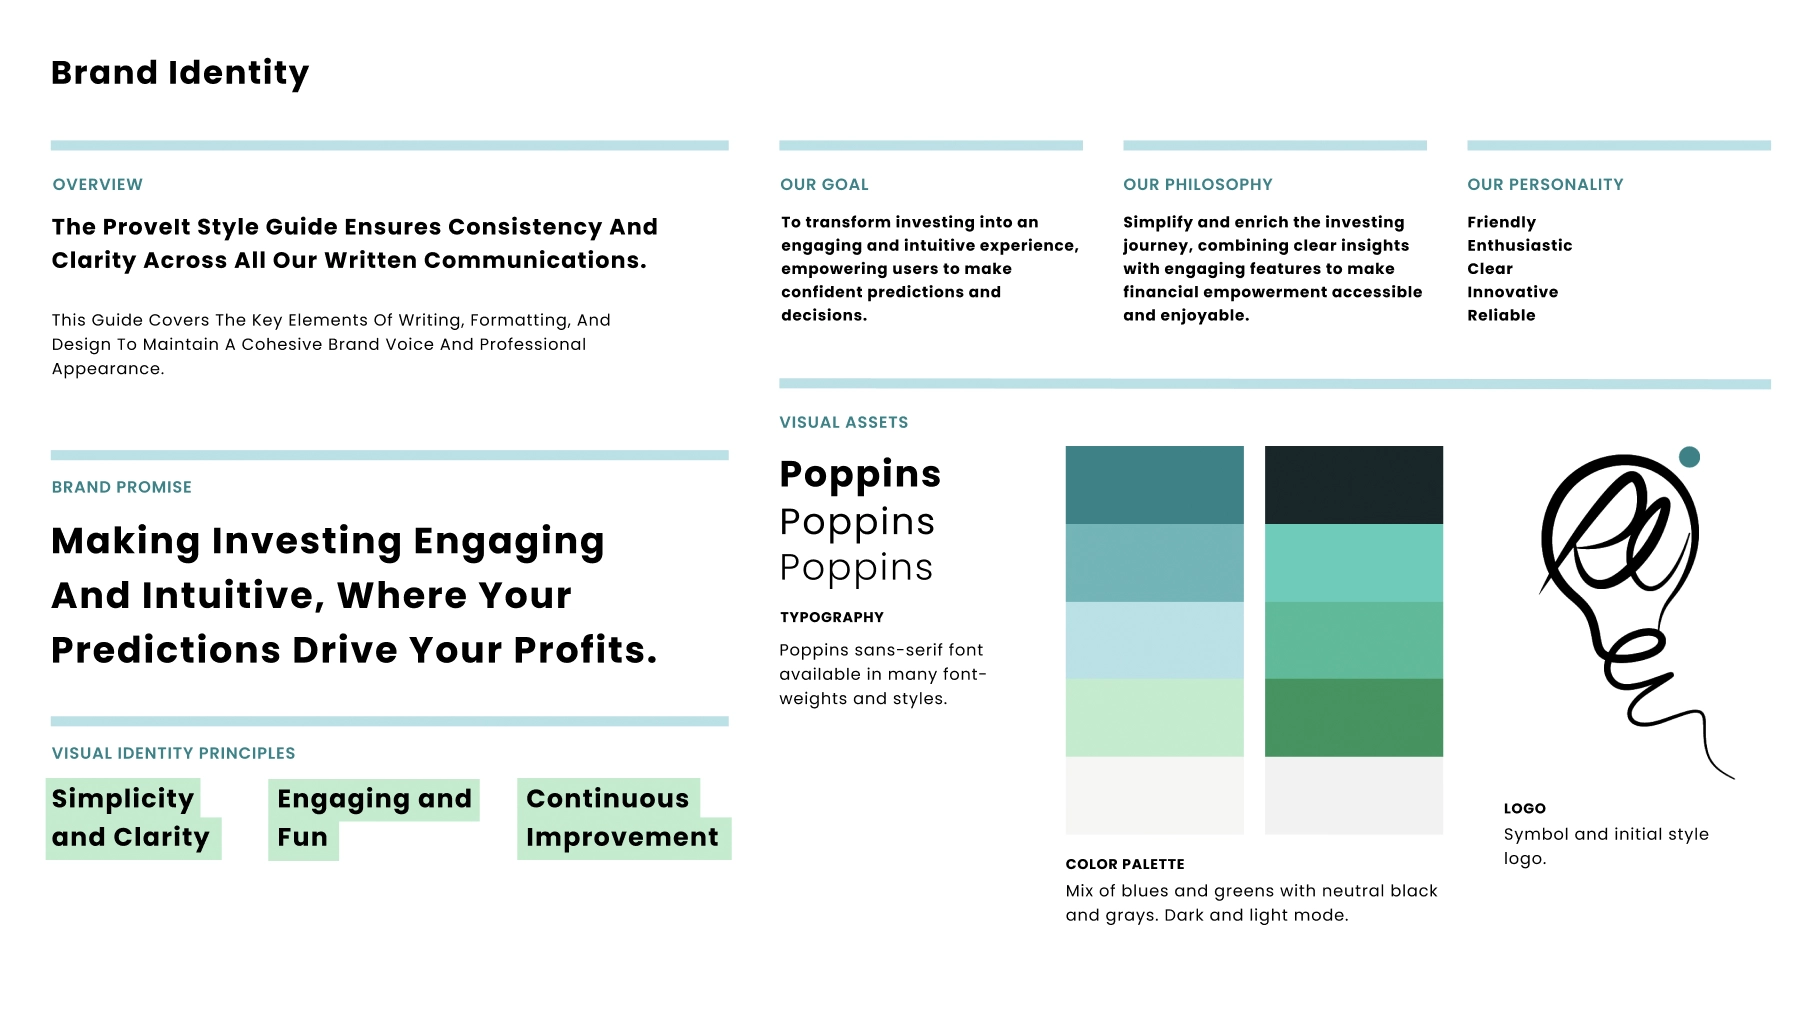 Brand Identity
OVERVIEW
The ProveIt Style Guide Ensures Consistency And
Clarity Across All Our Written Communications.
This Guide Covers The Key Elements Of Writing, Formatting, And
Design To Maintain A Cohesive Brand Voice And Professional
Appearance.
BRAND PROMISE
Making Investing Engaging
And Intuitive, Where Your
Predictions Drive Your Profits.
VISUAL IDENTITY PRINCIPLES
Simplicity
and Clarity
Engaging and
Fun
Continuous
Improvement
OUR GOAL
To transform investing into an
engaging and intuitive experience,
empowering users to make
confident predictions and
decisions.
OUR PHILOSOPHY
Simplify and enrich the investing
journey, combining clear insights
with engaging features to make
financial empowerment accessible
and enjoyable.
OUR PERSONALITY
Friendly
Enthusiastic
Clear
Innovative
Reliable
VISUAL ASSETS
Poppins
Poppins
Poppins
TYPOGRAPHY
Poppins sans-serif font
available in many font-
weights and styles.
COLOR PALETTE
Mix of blues and greens with neutral black
and grays. Dark and light mode.
LOGO
Symbol and initial style
logo.